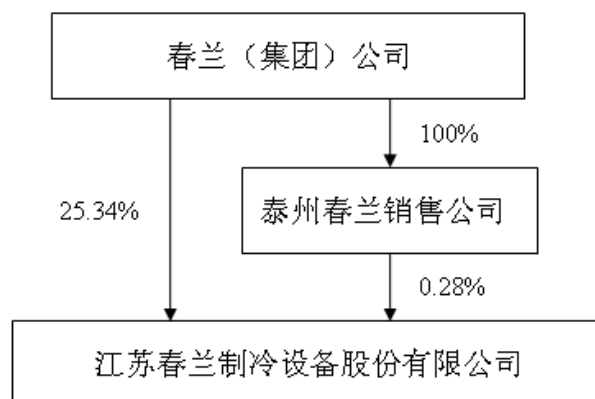 春兰（集团）公司
100%
25.34%
泰州春兰销售公司
0.28%
江苏春兰制冷设备股份有限公司